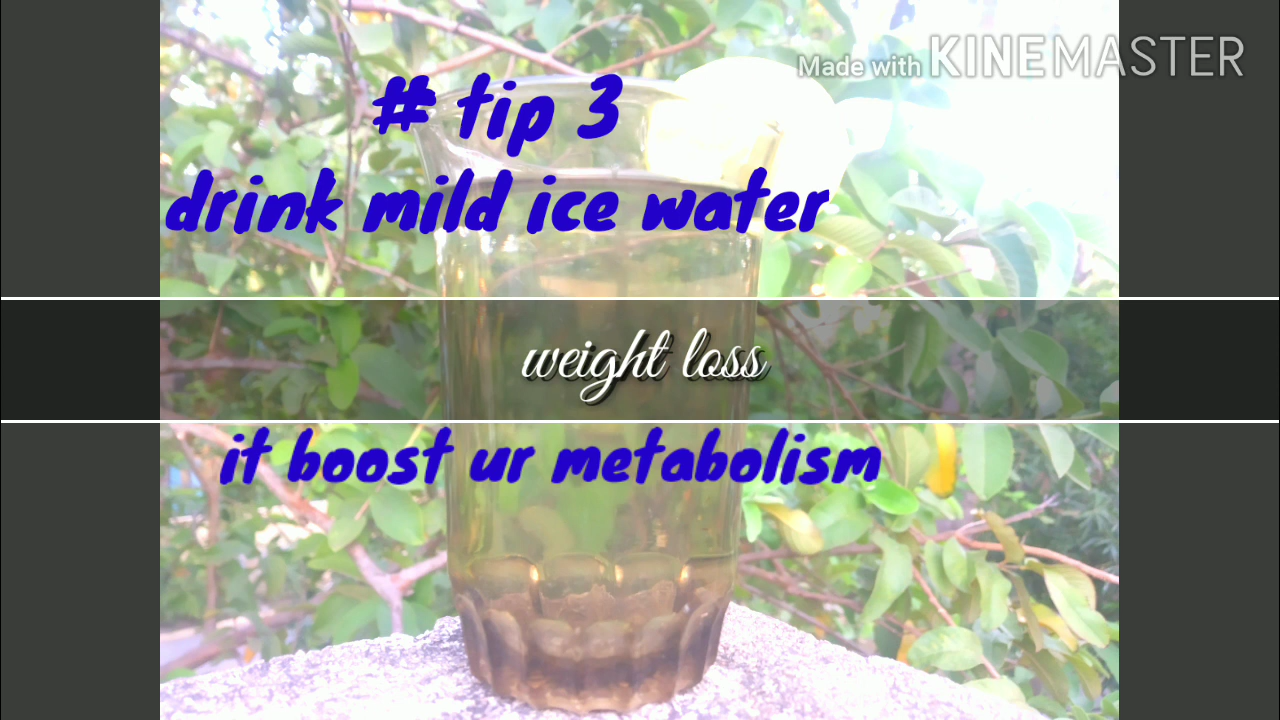 Made with KINEMASTER
# tip 3
drink mild ice water
weight loss
it boost ur metabolism